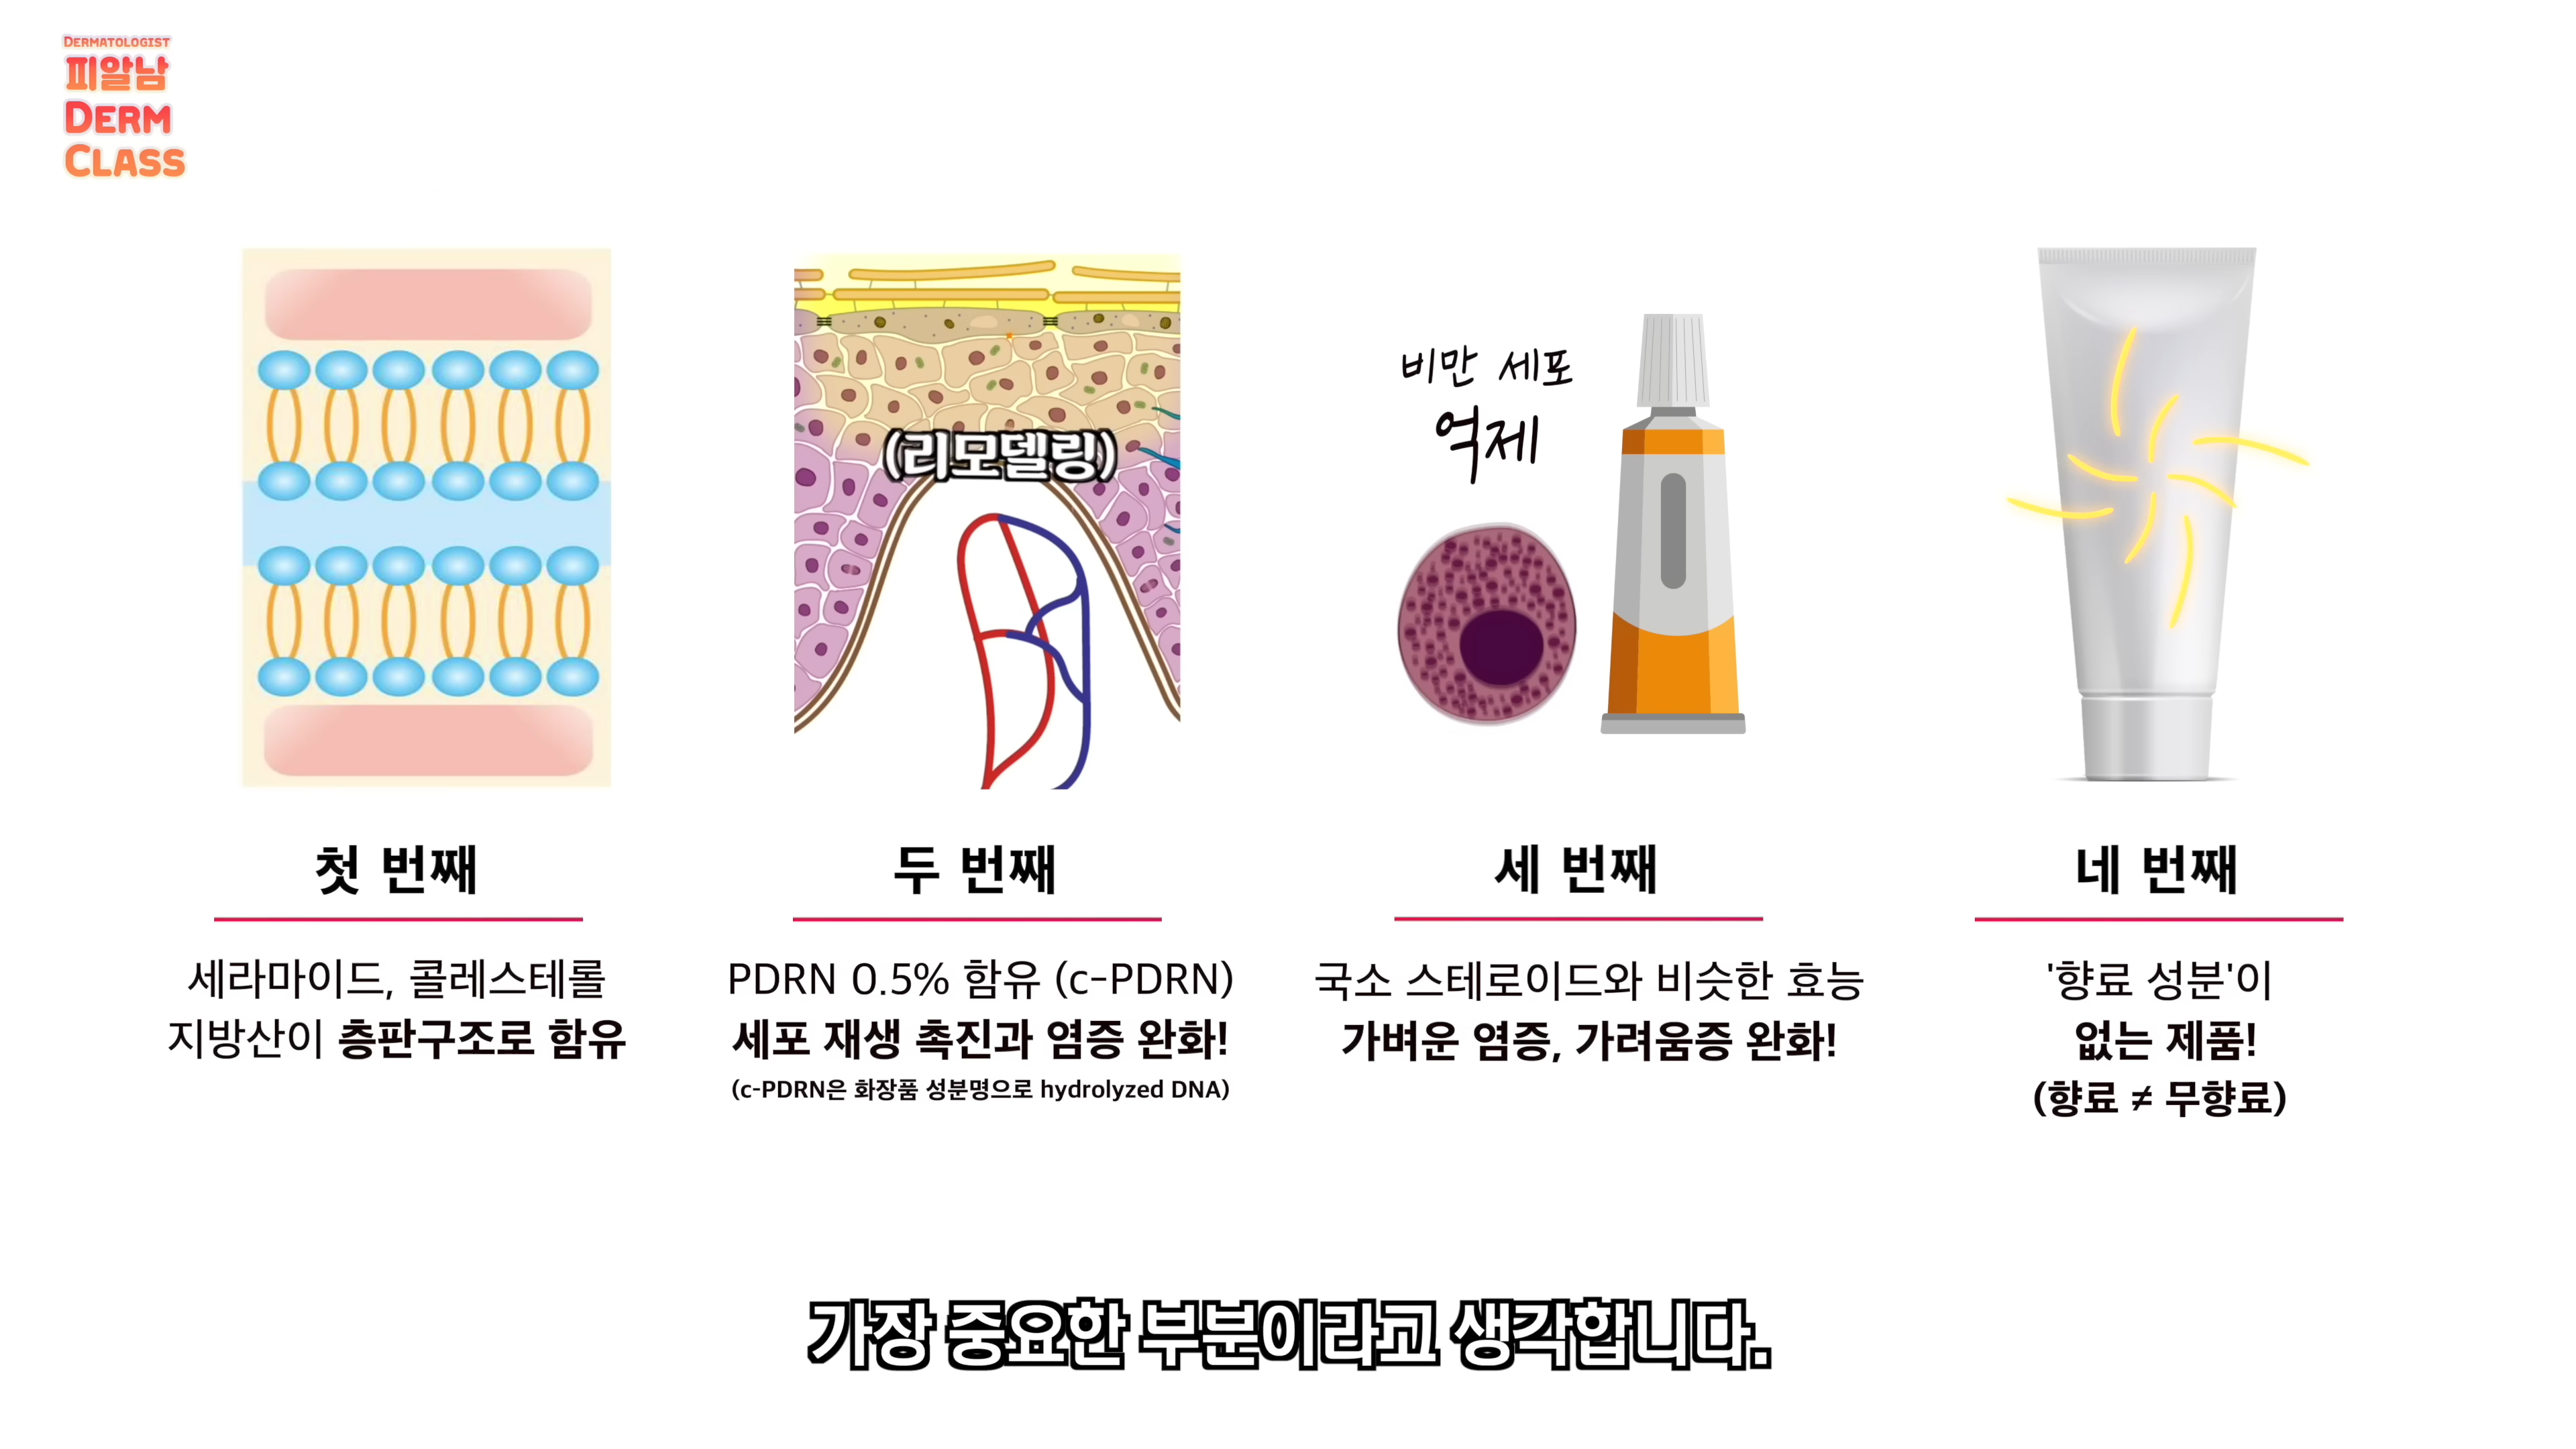 DERMATOLOGIST
피알남
DERM
CLASS
(리모델링)
비만 세포
억제
첫 번째
세라마이드, 콜레스테롤
지방산이 층판구조로 함유
두 번째
PDRN 0.5% 함유 (c-PDRN)
세포 재생 촉진과 염증 완화!
(c-PDRN은 화장품 성분명으로 hydrolyzed DNA)
세 번째
국소 스테로이드와 비슷한 효능
가벼운 염증, 가려움증 완화!
네 번째
'향료 성분'이
없는 제품!
(향료 ≠ 무향료)
가장 중요한 부분이라고 생각합니다.